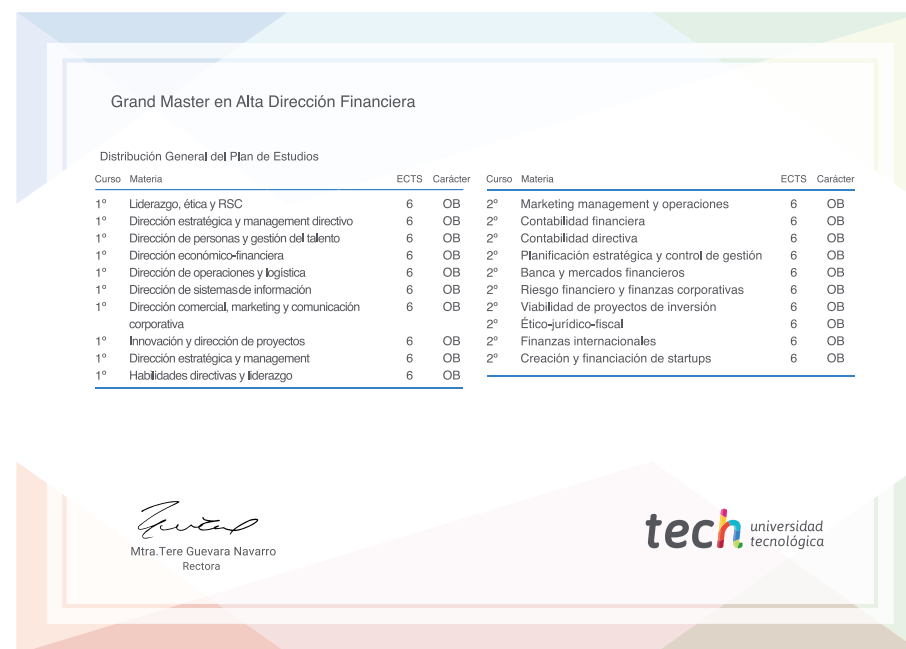 Grand Master en Alta Dirección Financiera
Distribución General del Plan de Estudios
Curso Materia ECTS Carácter
1º Liderazgo, ética y RSC 6 OB
1º Dirección estratégica y management directivo 6 OB
1º Dirección de personas y gestión del talento 6 OB
1º Dirección económico-financiera 6 OB
1º Dirección de operaciones y logística 6 OB
1º Dirección de sistemas de información 6 OB
1º Dirección comercial, marketing y comunicación 6 OB
corporativa
1º Innovación y dirección de proyectos 6 OB
1º Dirección estratégica y management 6 OB
1º Habilidades directivas y liderazgo 6 OB
Curso Materia ECTS Carácter
2º Marketing management y operaciones 6 OB
2º Contabilidad financiera 6 OB
2º Contabilidad directiva 6 OB
2º Planificación estratégica y control de gestión 6 OB
2º Banca y mercados financieros 6 OB
2º Riesgo financiero y finanzas corporativas 6 OB
2º Viabilidad de proyectos de inversión 6 OB
2º Ético-jurídico-fiscal 6 OB
2º Finanzas internacionales 6 OB
2º Creación y financiación de startups 6 OB
Mtra.Tere Guevara Navarro
Rectora
tech universidad
tecnológica